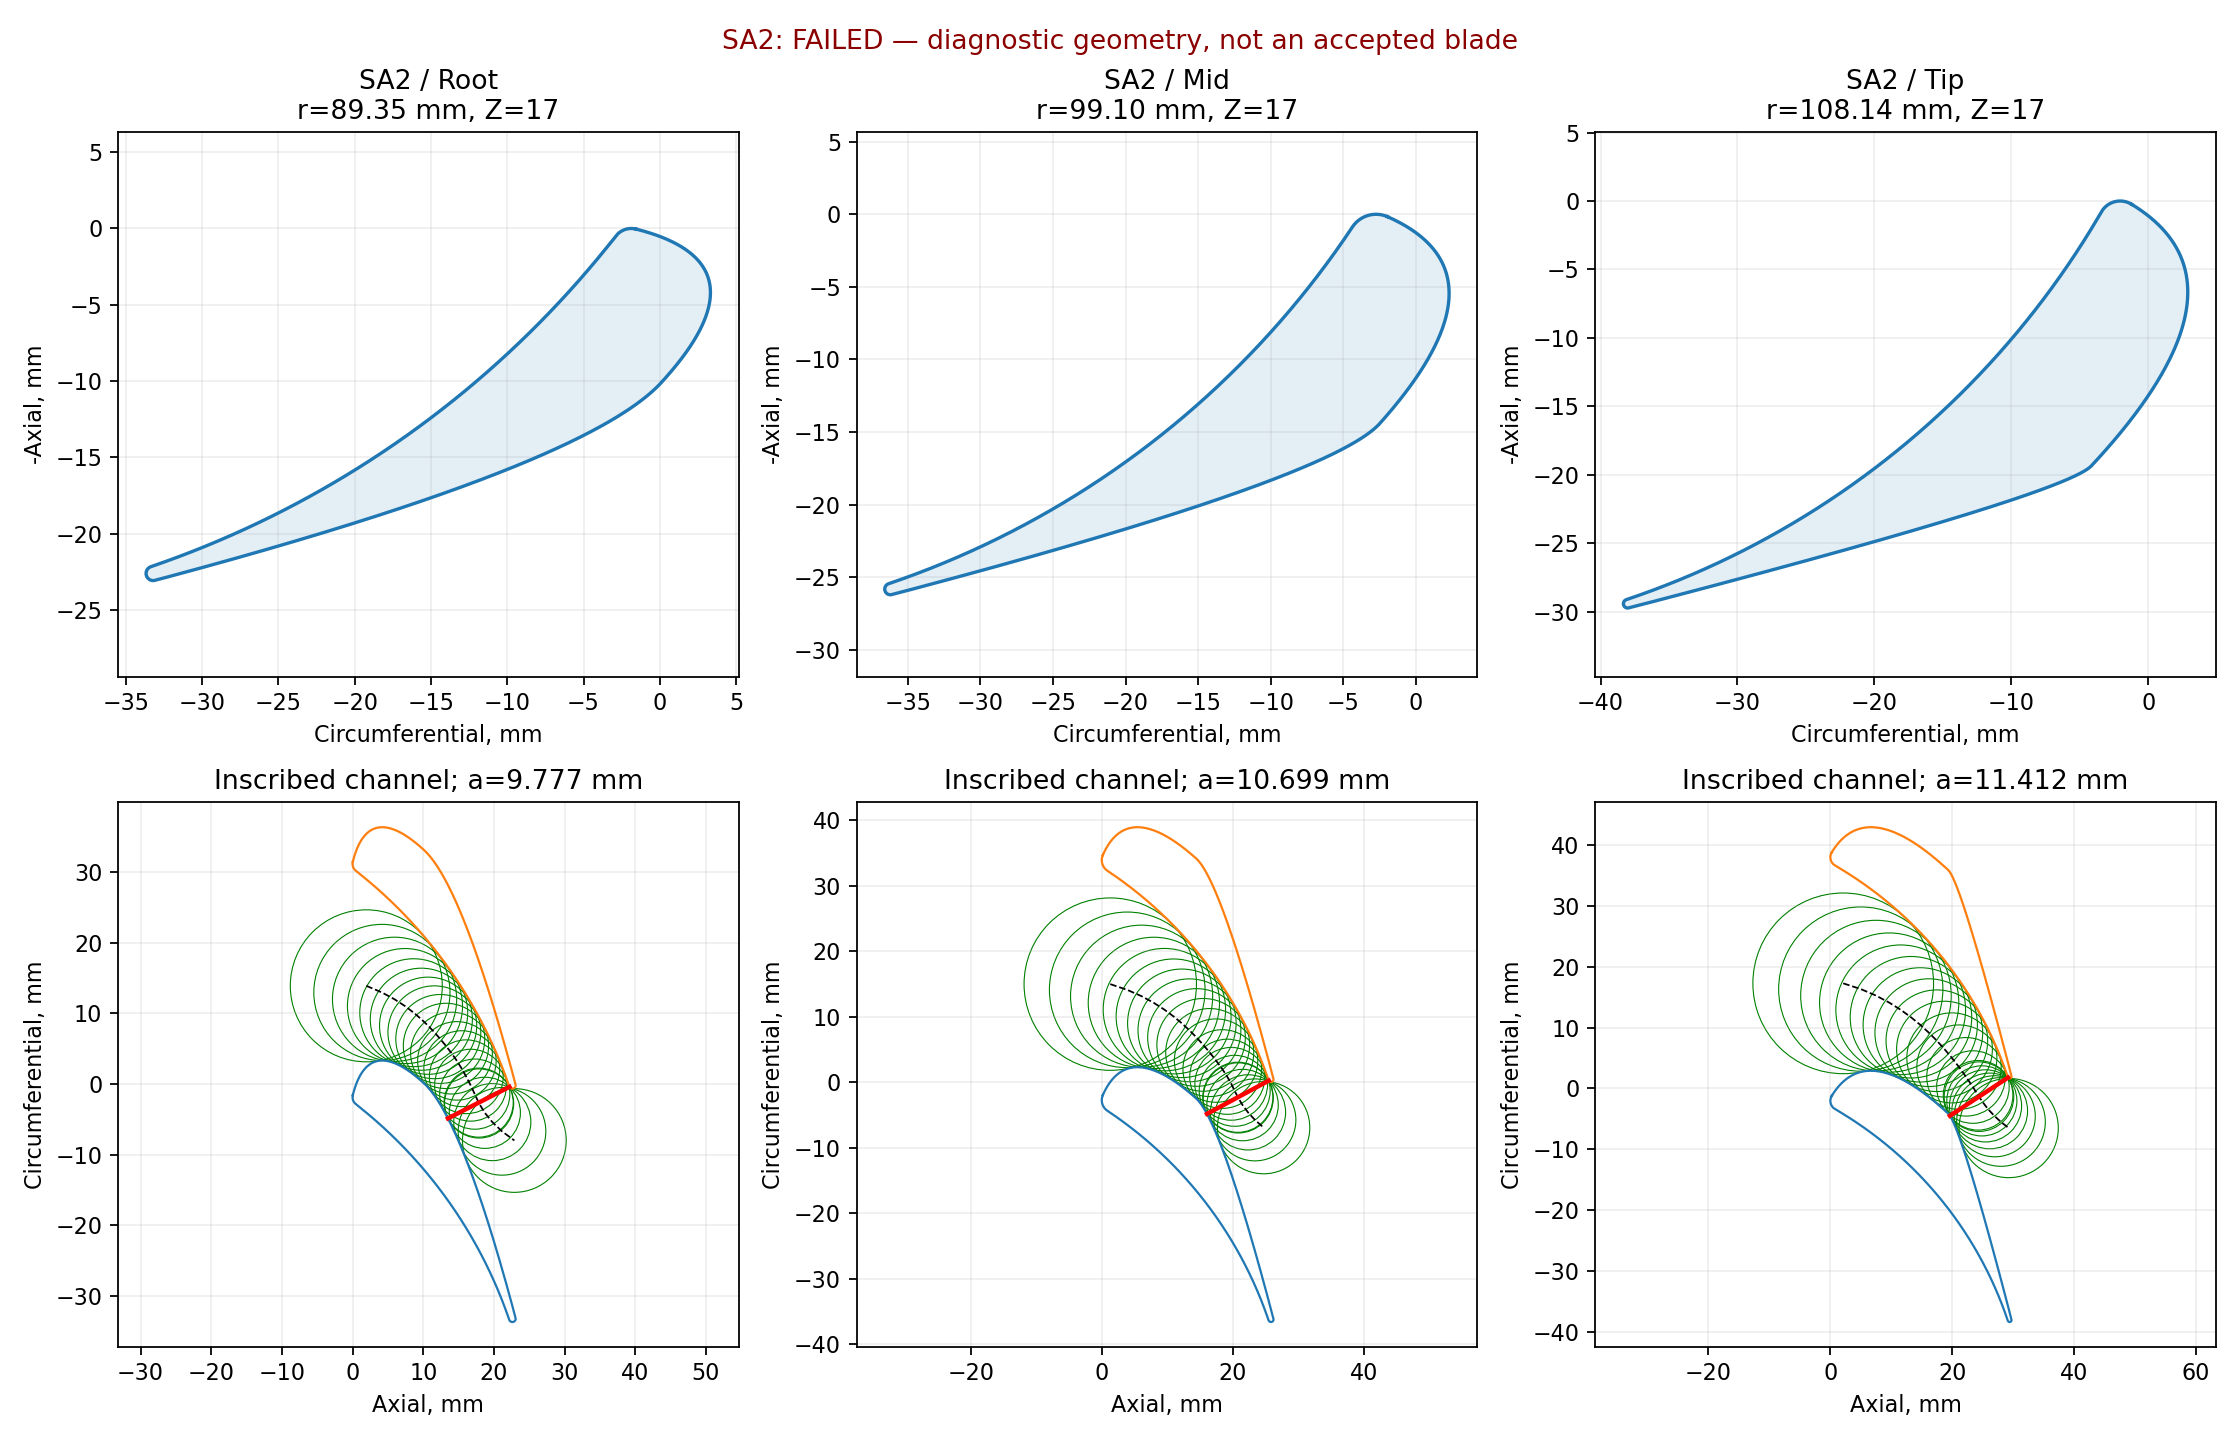 SA2: FAILED — diagnostic geometry, not an accepted blade
SA2 / Root
r=89.35 mm, Z=17
5
0
−5
−10
−15
−20
−25
-Axial, mm
−35 −30 −25 −20 −15 −10 −5 0 5
Circumferential, mm
SA2 / Mid
r=99.10 mm, Z=17
5
0
−5
−10
−15
−20
−25
−30
-Axial, mm
−35 −30 −25 −20 −15 −10 −5 0
Circumferential, mm
SA2 / Tip
r=108.14 mm, Z=17
5
0
−5
−10
−15
−20
−25
−30
-Axial, mm
−40 −30 −20 −10 0
Circumferential, mm
Inscribed channel; a=9.777 mm
30
20
10
0
−10
−20
−30
Circumferential, mm
−30 −20 −10 0 10 20 30 40 50
Axial, mm
Inscribed channel; a=10.699 mm
40
30
20
10
0
−10
−20
−30
−40
Circumferential, mm
−20 0 20 40
Axial, mm
Inscribed channel; a=11.412 mm
40
30
20
10
0
−10
−20
−30
−40
Circumferential, mm
−20 0 20 40 60
Axial, mm